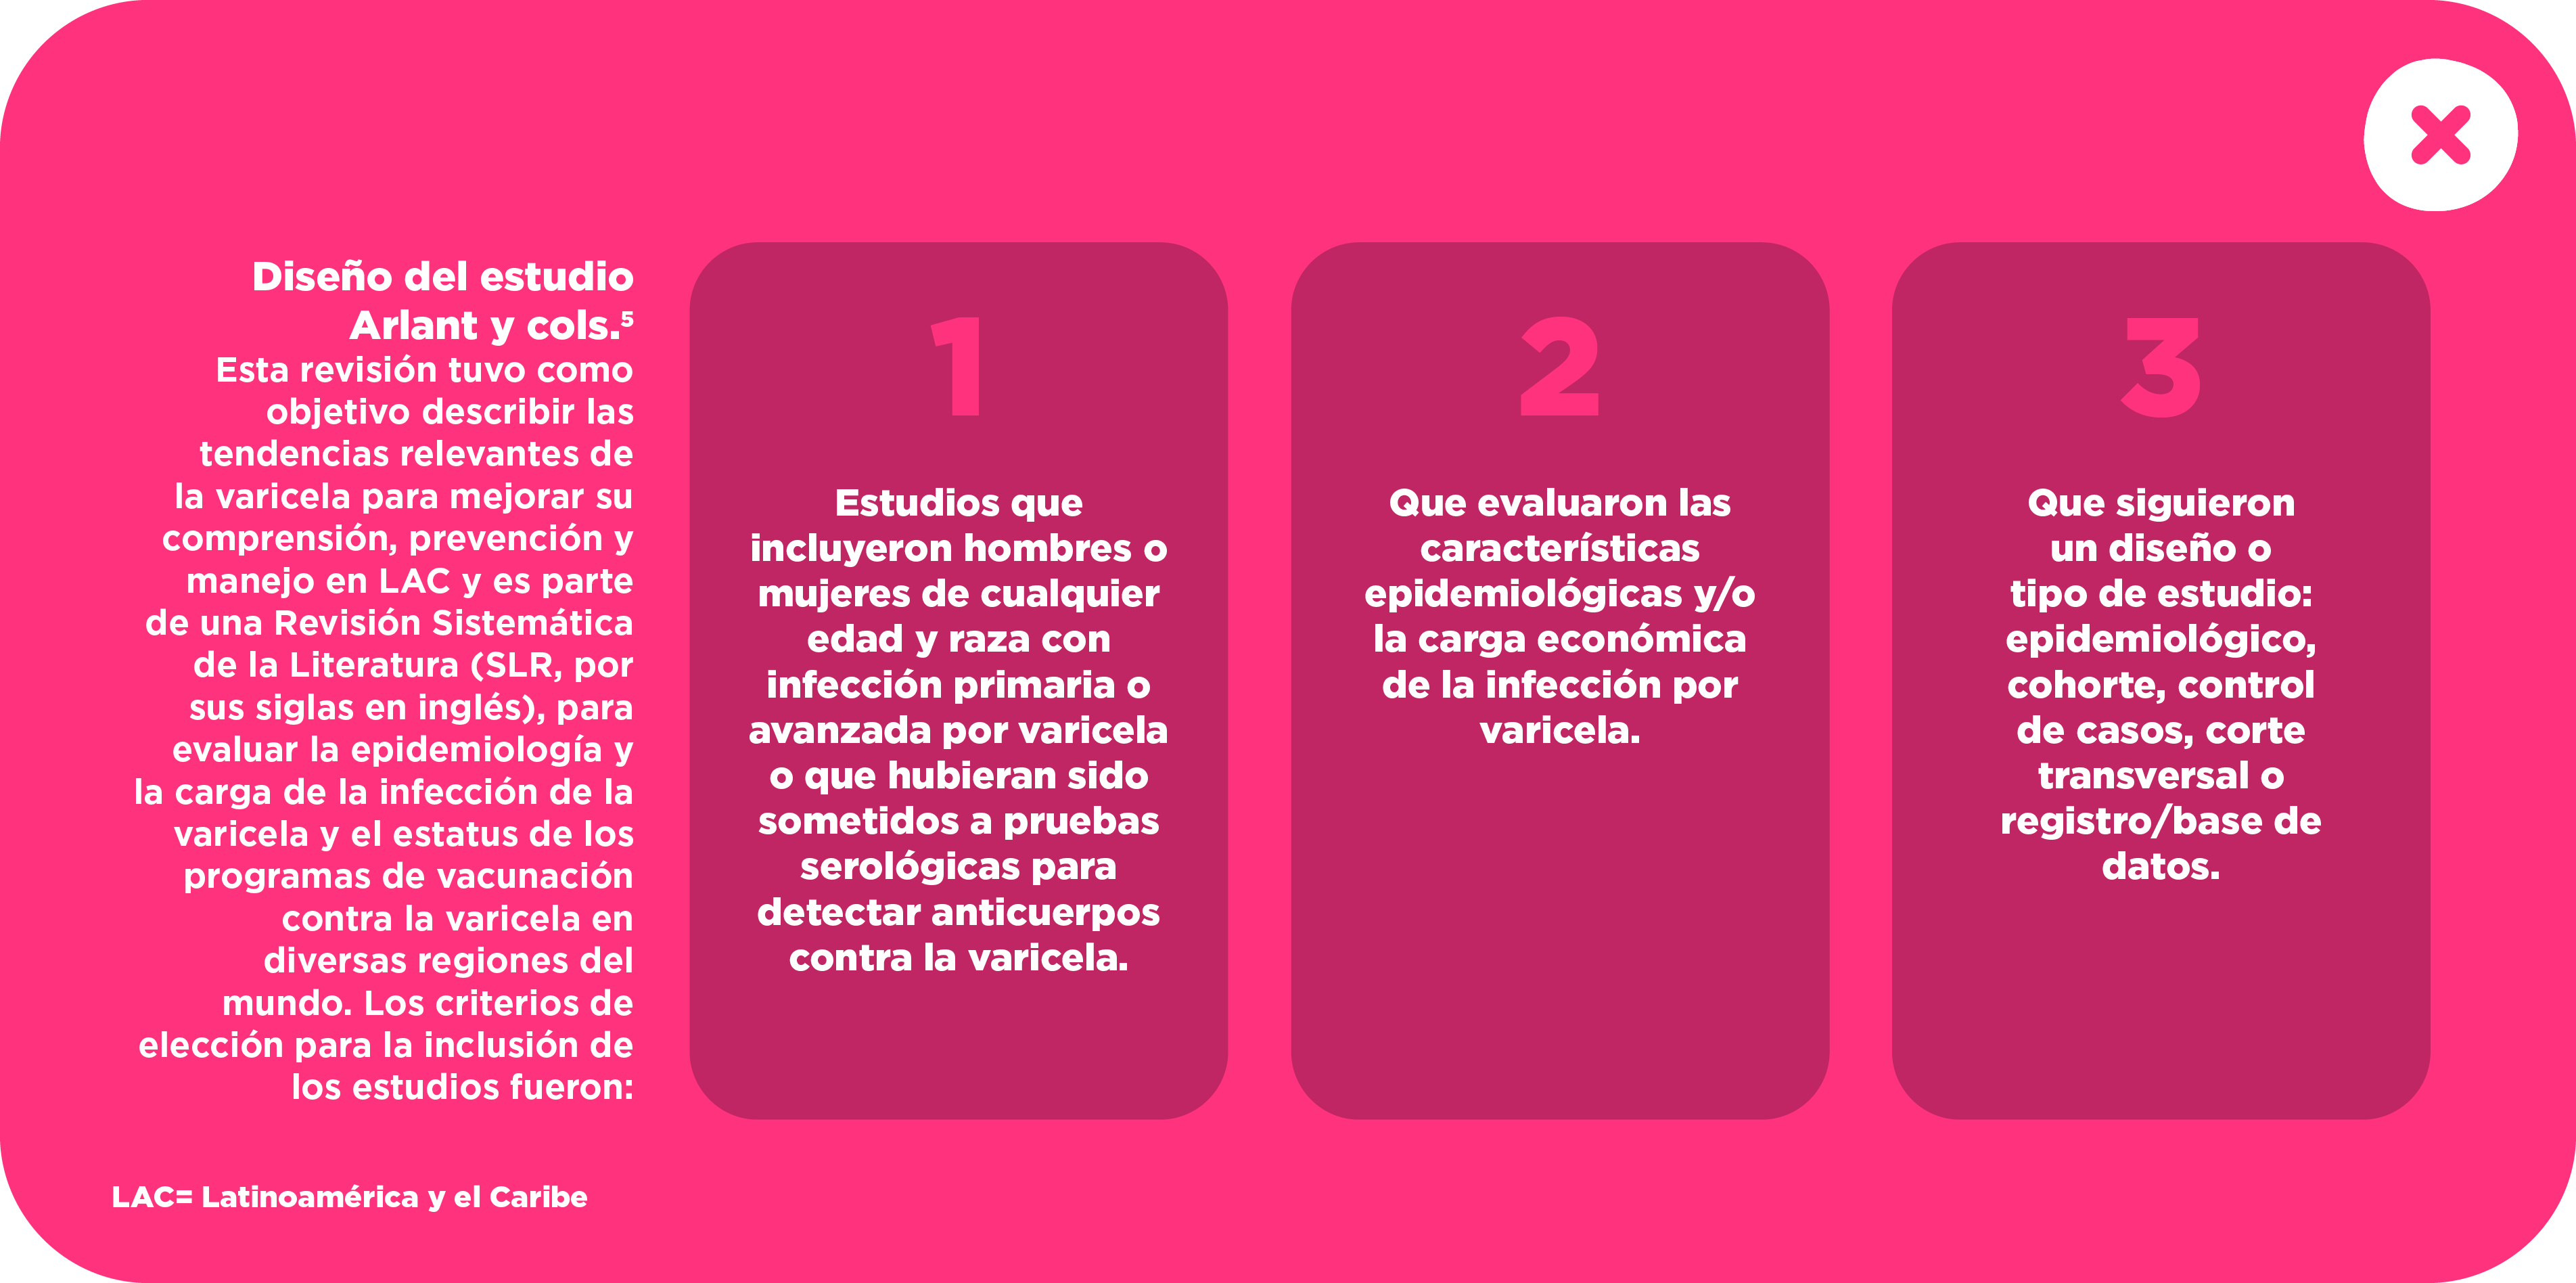 Diseño del estudio
Arlant y cols.⁵
Esta revisión tuvo como
objetivo describir las
tendencias relevantes de
la varicela para mejorar su
comprensión, prevención y
manejo en LAC y es parte
de una Revisión Sistemática
de la Literatura (SLR, por
sus siglas en inglés), para
evaluar la epidemiología y
la carga de la infección de la
varicela y el estatus de los
programas de vacunación
contra la varicela en
diversas regiones del
mundo. Los criterios de
elección para la inclusión de
los estudios fueron:
1
Estudios que
incluyeron hombres o
mujeres de cualquier
edad y raza con
infección primaria o
avanzada por varicela
o que hubieran sido
sometidos a pruebas
serológicas para
detectar anticuerpos
contra la varicela.
2
Que evaluaron las
características
epidemiológicas y/o
la carga económica
de la infección por
varicela.
3
Que siguieron
un diseño o
tipo de estudio:
epidemiológico,
cohorte, control
de casos, corte
transversal o
registro/base de
datos.
LAC= Latinoamérica y el Caribe